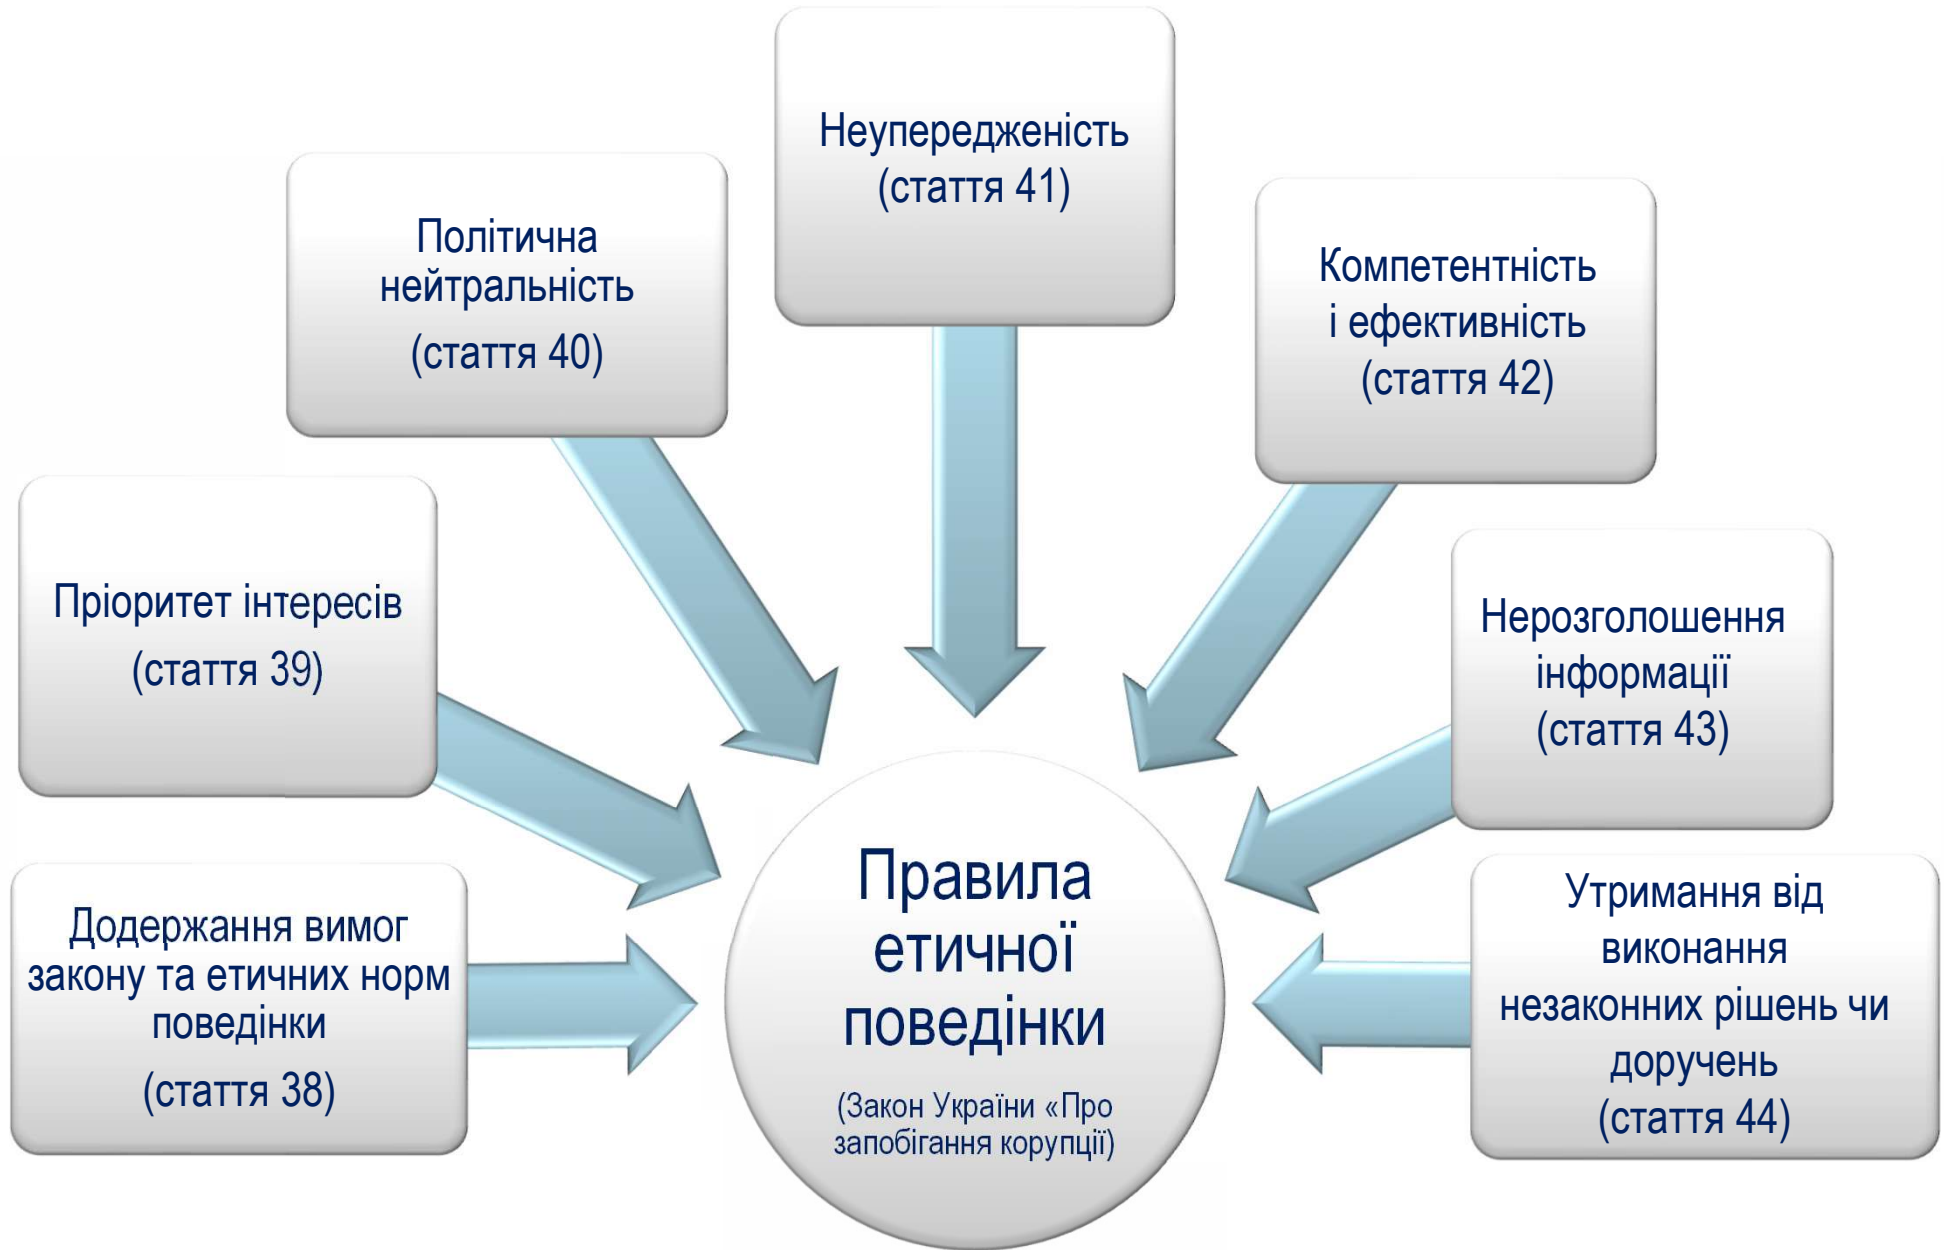 Неупередженість
(стаття 41)
Політична
нейтральність
(стаття 40)
Компетентність
і ефективність
(стаття 42)
Пріоритет інтересів
(стаття 39)
Нерозголошення
інформації
(стаття 43)
Додержання вимог
закону та етичних норм
поведінки
(стаття 38)
Правила
етичної
поведінки
(Закон України «Про
запобігання корупції)
Утримання від
виконання
незаконних рішень чи
доручень
(стаття 44)